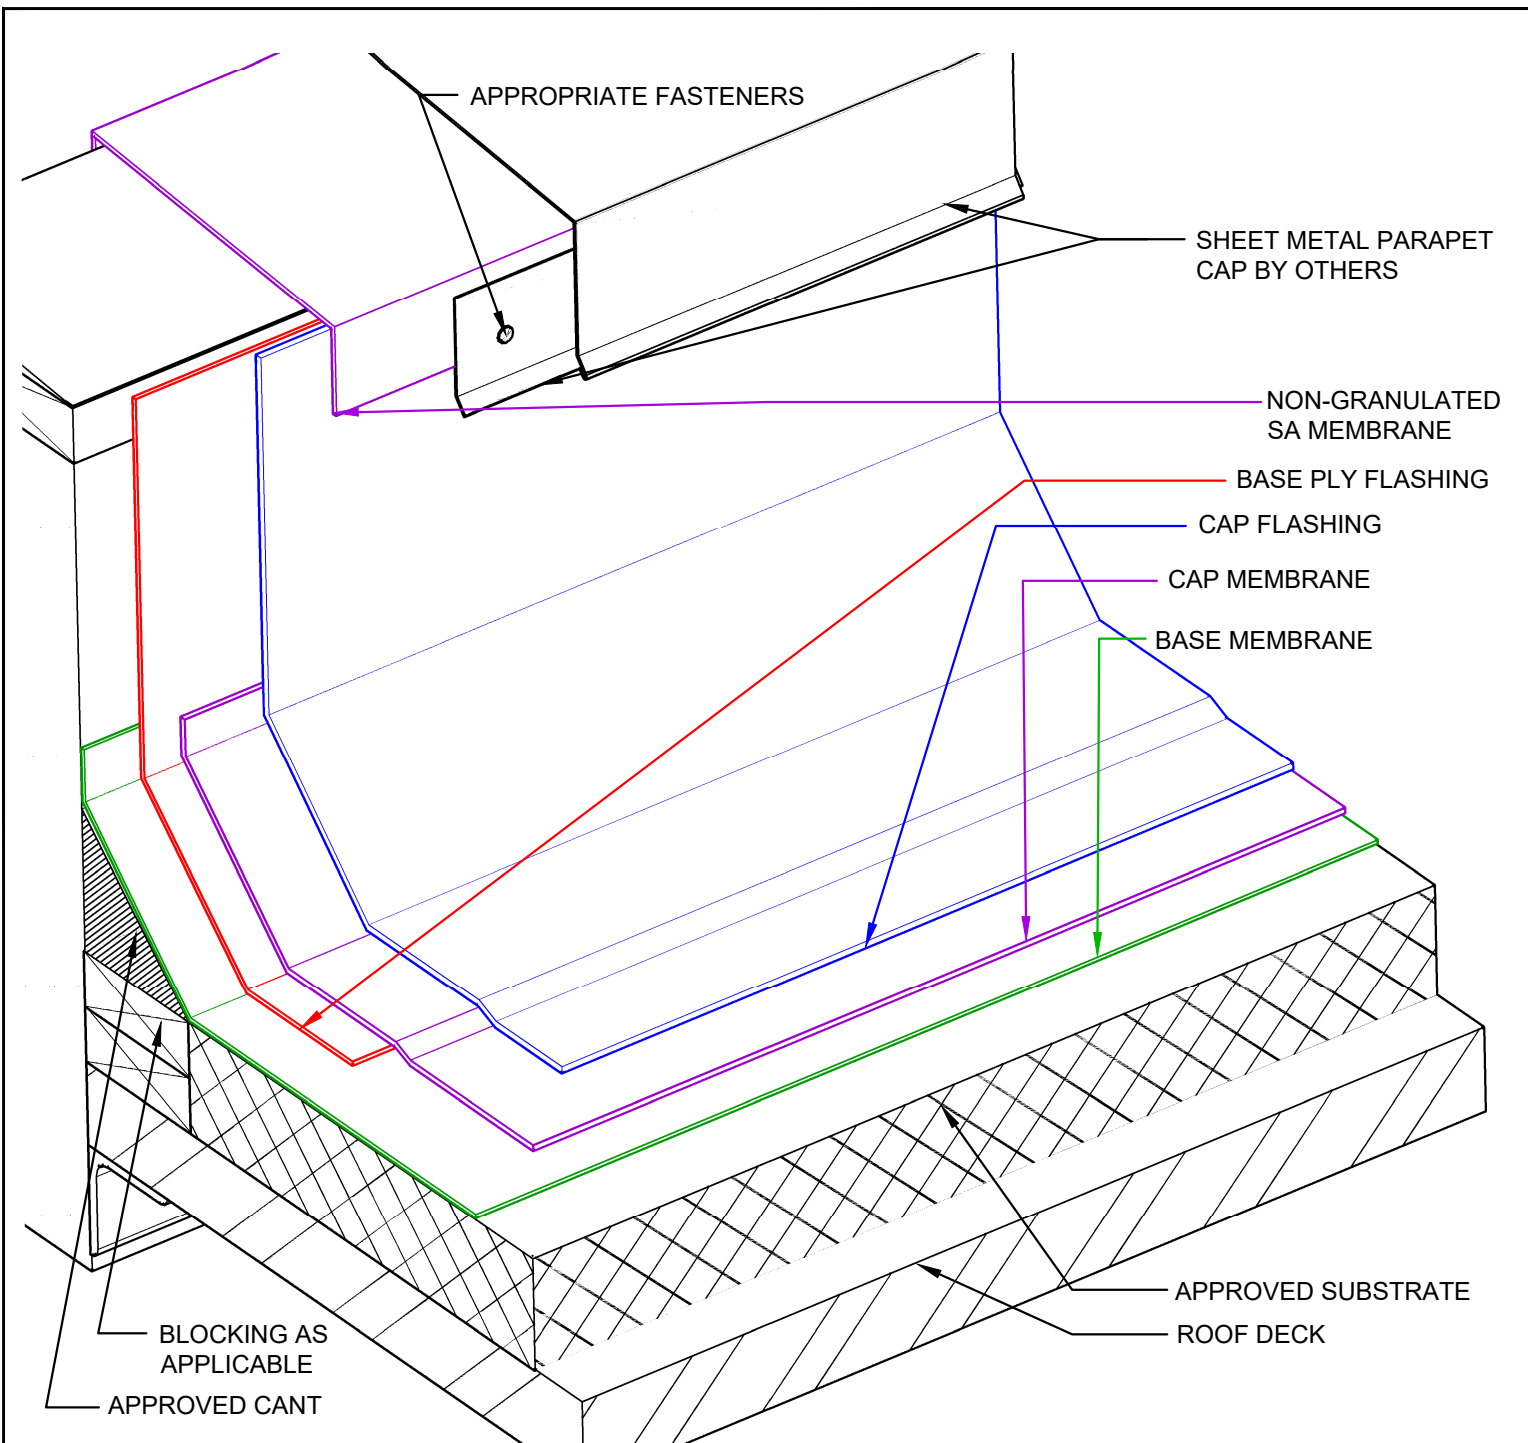 APPROPRIATE FASTENERS
SHEET METAL PARAPET
CAP BY OTHERS
NON-GRANULATED
SA MEMBRANE
BASE PLY FLASHING
CAP FLASHING
CAP MEMBRANE
BASE MEMBRANE
APPROVED SUBSTRATE
ROOF DECK
BLOCKING AS
APPLICABLE
APPROVED CANT